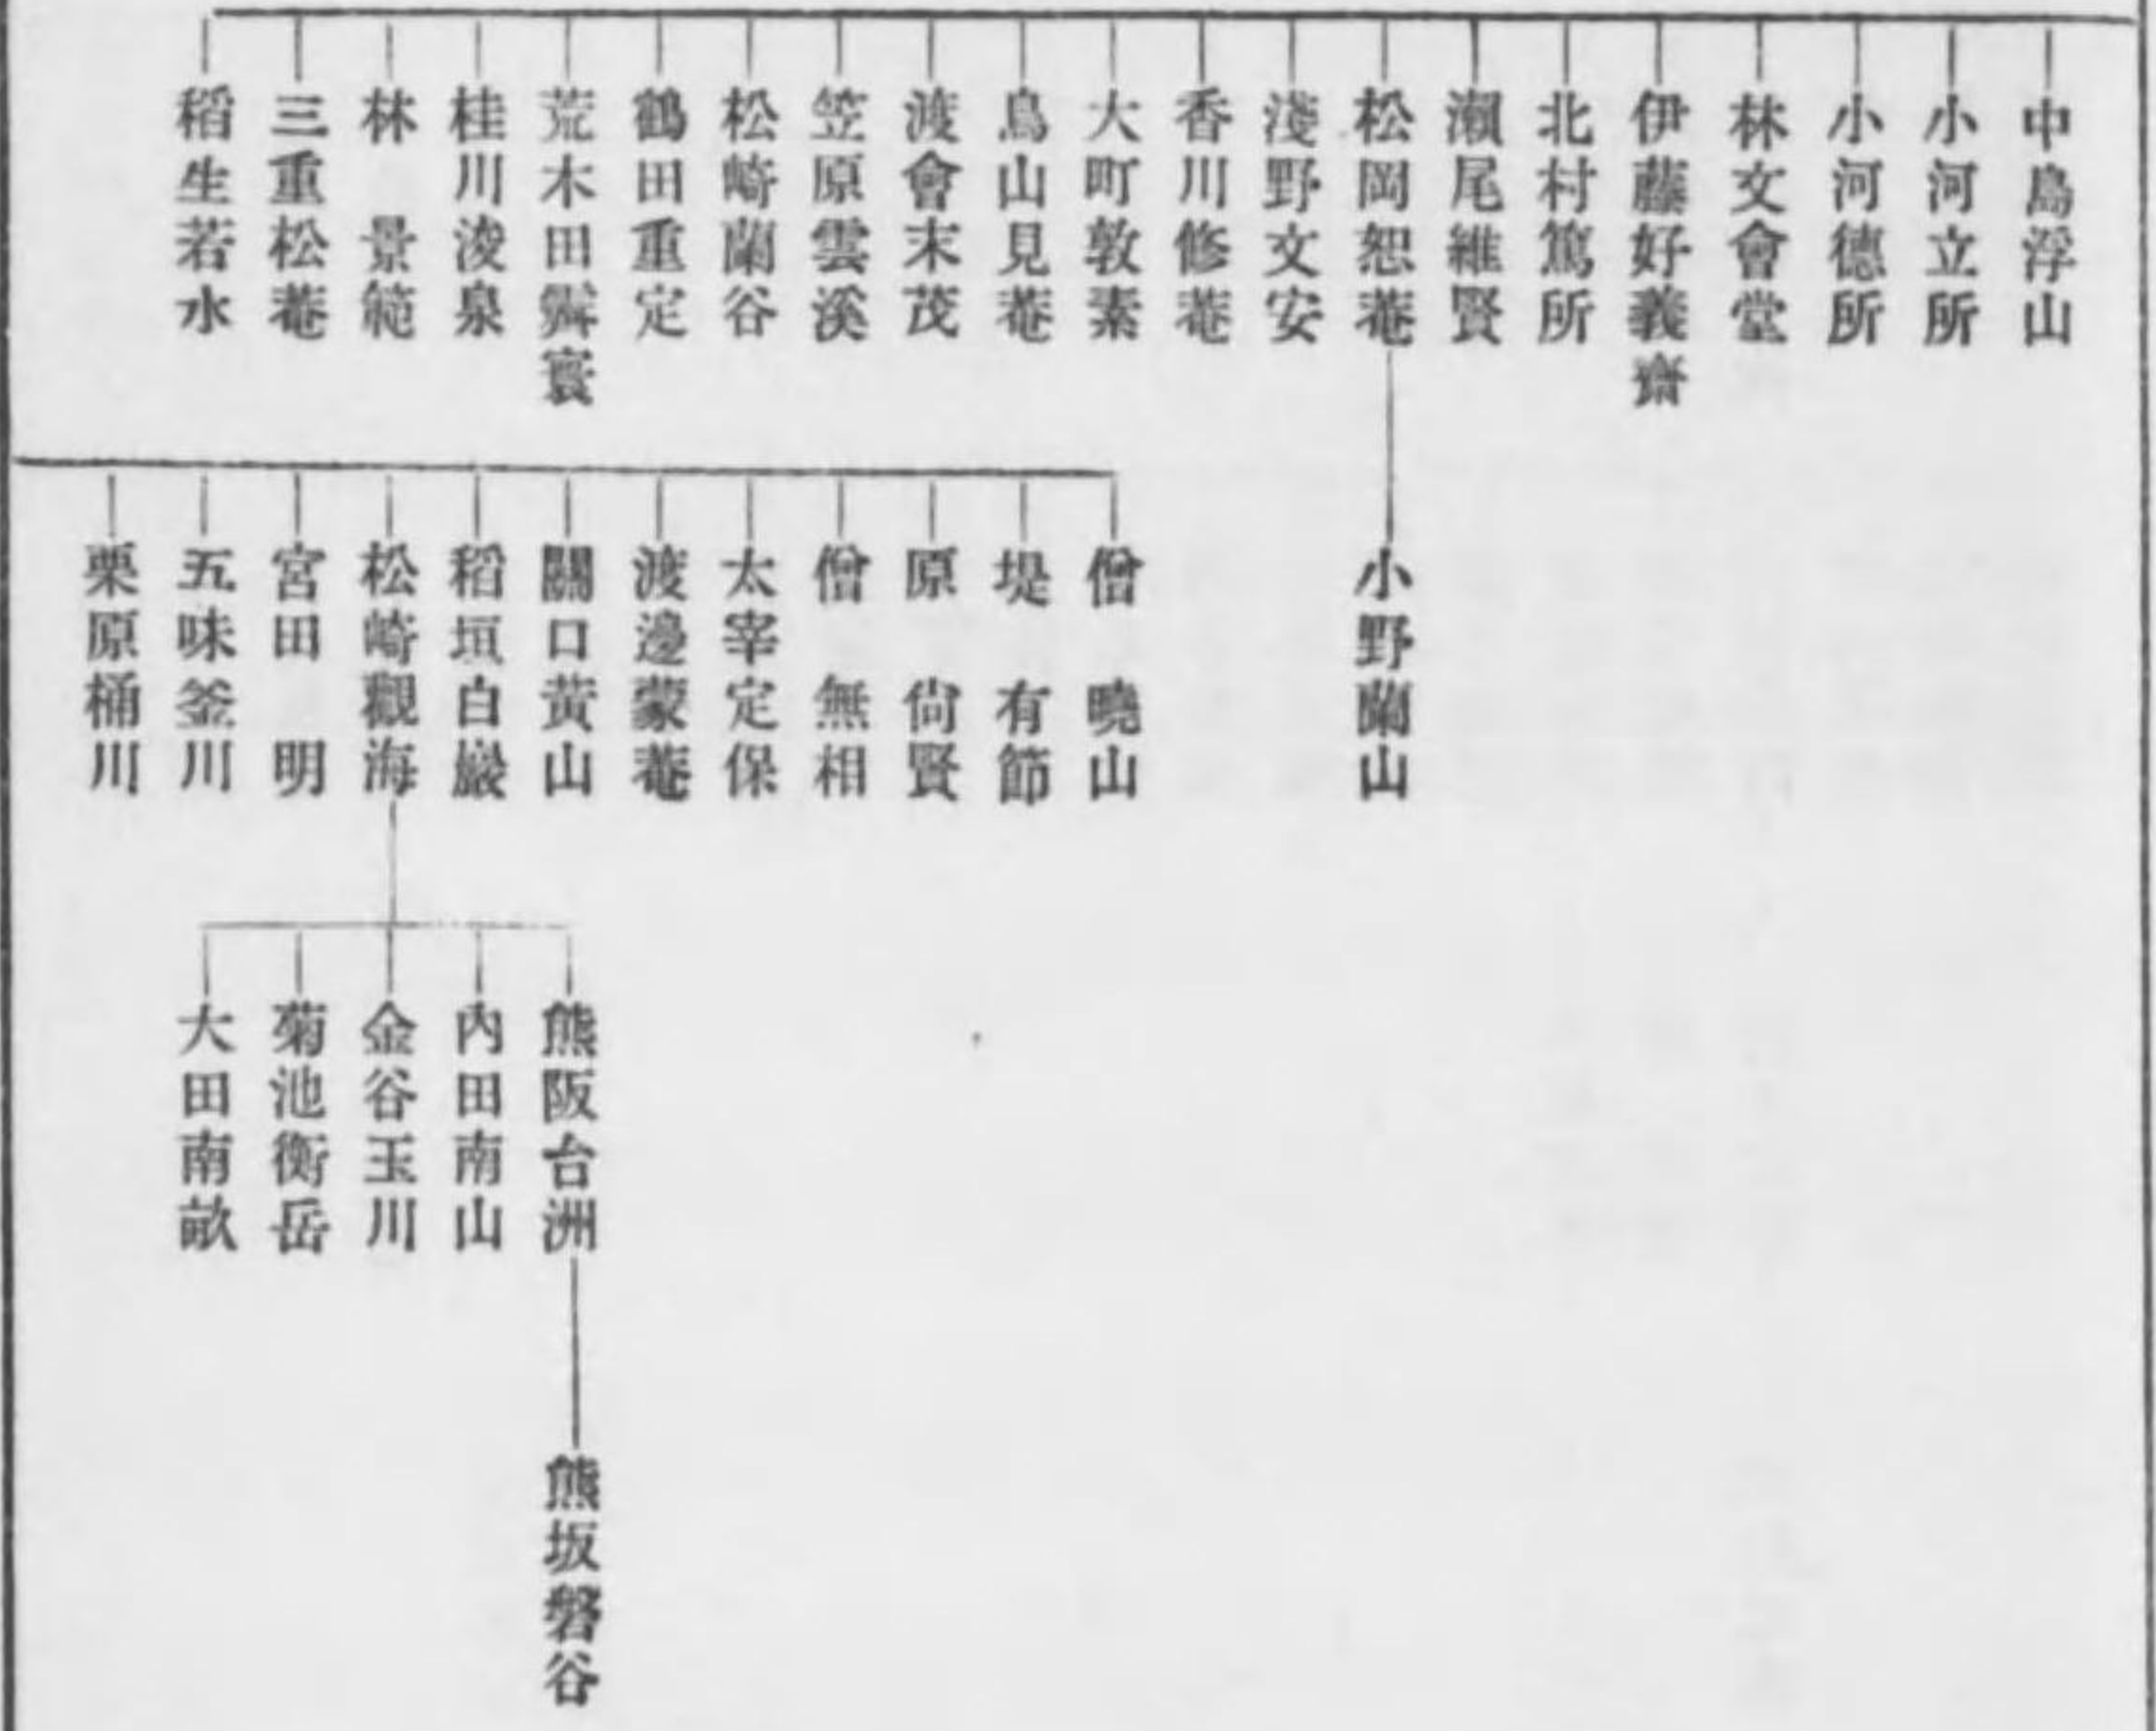 中島浮山
小河立所
小河德所
林文會堂
伊藤好義齋
北村篤所
瀨尾維賢
松岡恕菴
淺野文安
香川修菴
大町敦素
鳥山見菴
渡會末茂
笠原雲溪
松崎蘭谷
鶴田重定
荒木田
桂川淩泉
林 景範
三重松菴
稻生若水
小野蘭山
僧 曉山
堤 有節
原 尙賢
僧 無相
太宰定保
渡邊蒙菴
關口黃山
稻垣白巖
松崎觀海
宮田 明
五味釜川
栗原桶川
熊阪台洲
內田南山
金谷玉川
菊池衡岳
大田南畝
熊坂磐谷